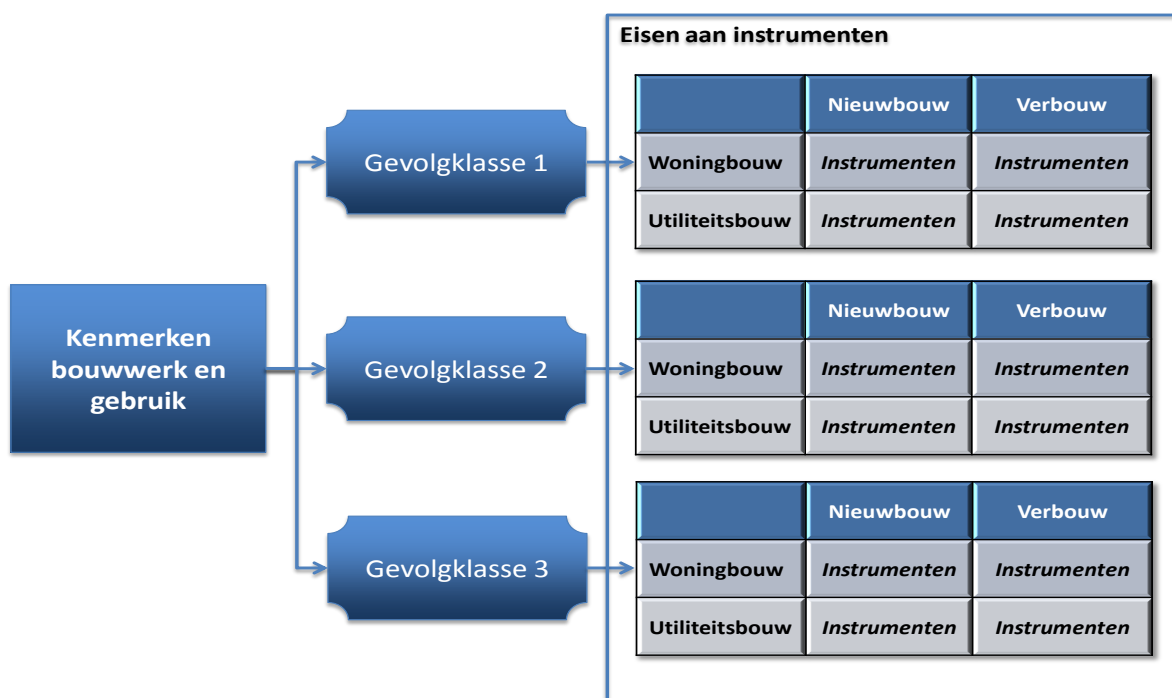 Eisen aan instrumenten
Kenmerken
bouwwerk en
gebruik
Gevolgklasse 1
Nieuwbouw Verbouw
Woningbouw Instrumenten Instrumenten
Utiliteitsbouw Instrumenten Instrumenten
Gevolgklasse 2
Nieuwbouw Verbouw
Woningbouw Instrumenten Instrumenten
Utiliteitsbouw Instrumenten Instrumenten
Gevolgklasse 3
Nieuwbouw Verbouw
Woningbouw Instrumenten Instrumenten
Utiliteitsbouw Instrumenten Instrumenten